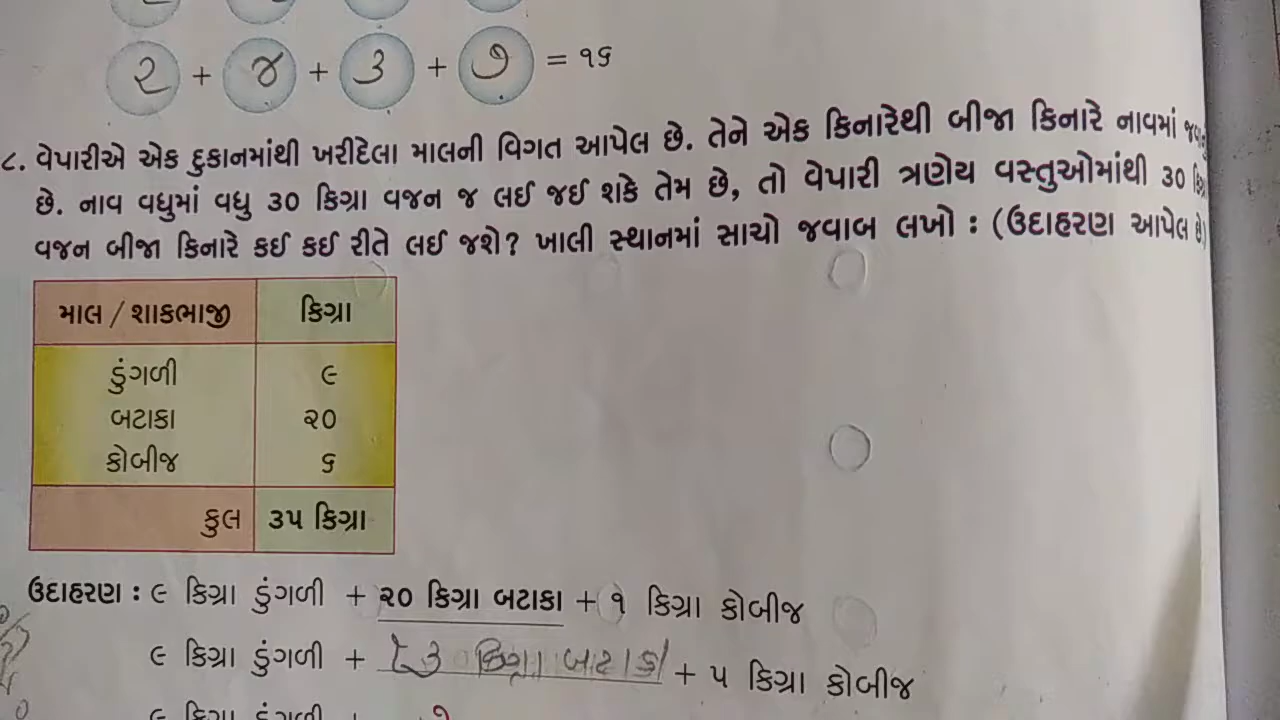 ૨ + ૪ + ૩ + ૭ = ૧૬
૮. વેપારીએ એક દુકાનમાંથી ખરીદેલા માલની વિગત આપેલ છે. તેને એક કિનારેથી બીજા કિનારે નાવમાં
છે. નાવ વધુમાં વધુ ૩૦ કિગ્રા વજન જ લઈ જઈ શકે તેમ છે, તો વેપારી ત્રણેય વસ્તુઓમાંથી ૩૦
વજન બીજા કિનારે કઈ કઈ રીતે લઈ જશે? ખાલી સ્થાનમાં સાચો જવાબ લખો : (ઉદાહરણ આપેલ છે)
માલ / શાકભાજી કિગ્રા
ડુંગળી ૯
બટાકા ૨૦
કોબીજ ૬
કુલ ૩૫ કિગ્રા
ઉદાહરણ : ૯ કિગ્રા ડુંગળી + ૨૦ કિગ્રા બટાકા + ૧ કિગ્રા કોબીજ
૯ કિગ્રા ડુંગળી + કિગ્રા બટાકા + ૫ કિગ્રા કોબીજ
૯ કિગ્રા ડુંગળી +